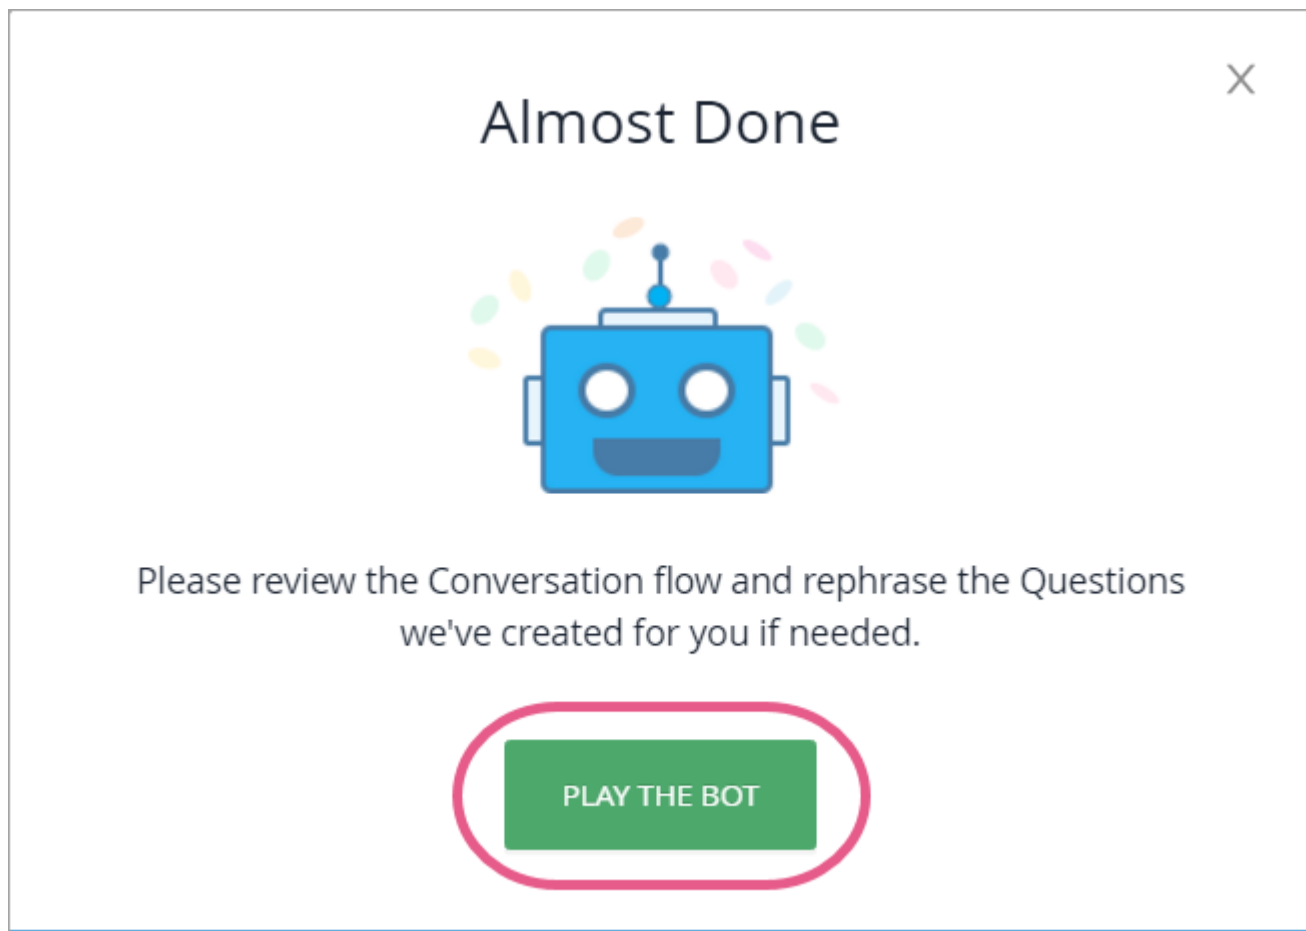 Almost Done
Please review the Conversation flow and rephrase the Questions
we've created for you if needed.
PLAY THE BOT